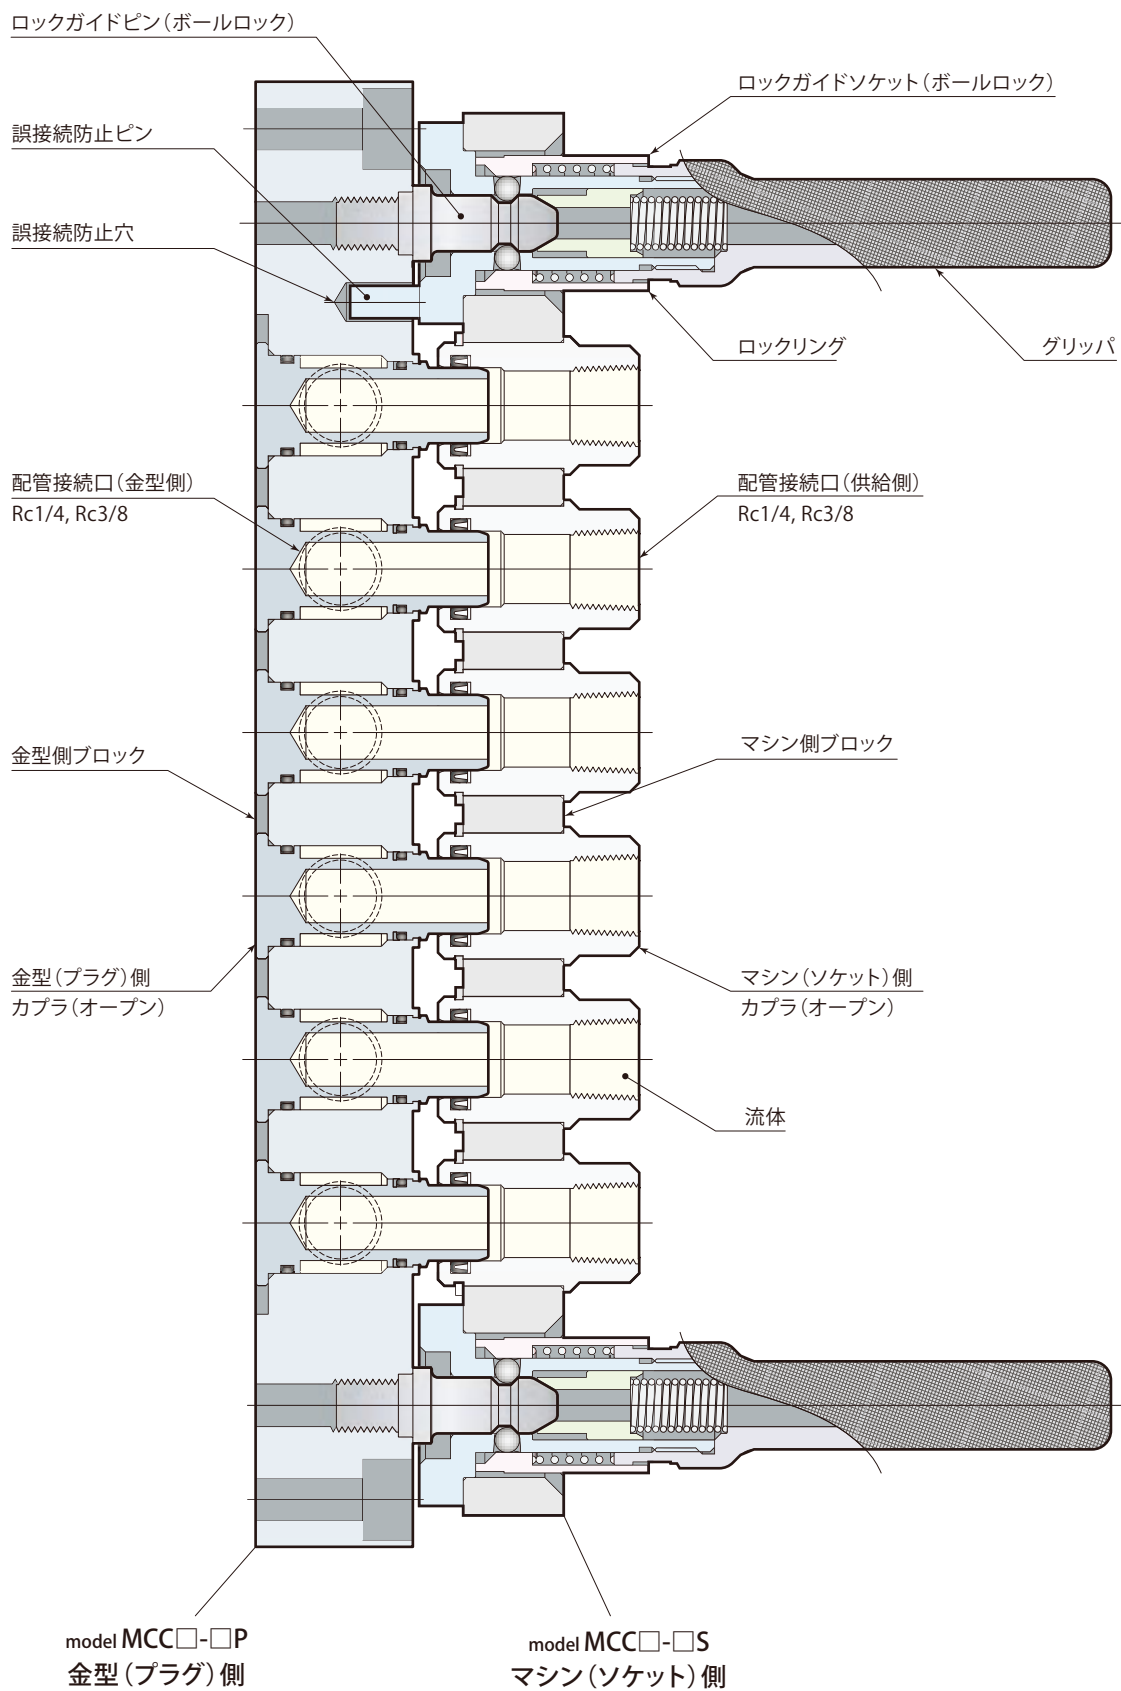 ロックガイドピン（ボールロック）
ロックガイドソケット（ボールロック）
誤接続防止ピン
誤接続防止穴
ロックリング
グリッパ
配管接続口（金型側）
Rc1/4, Rc3/8
配管接続口（供給側）
Rc1/4, Rc3/8
金型側ブロック
マシン側ブロック
金型（プラグ）側
カプラ（オープン）
マシン（ソケット）側
カプラ（オープン）
流体
model MCC□-□P
金型（プラグ）側
model MCC□-□S
マシン（ソケット）側